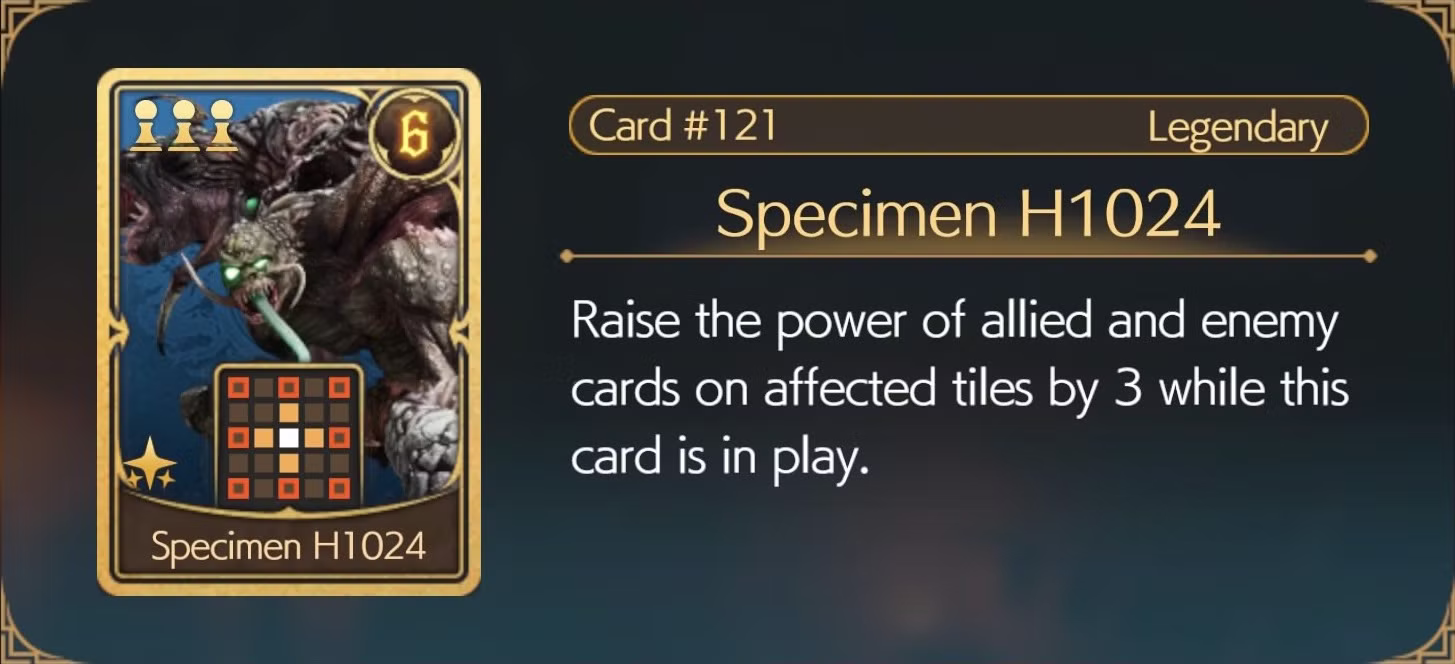 6
Specimen H1024
Card #121 Legendary
Specimen H1024
Raise the power of allied and enemy
cards on affected tiles by 3 while this
card is in play.